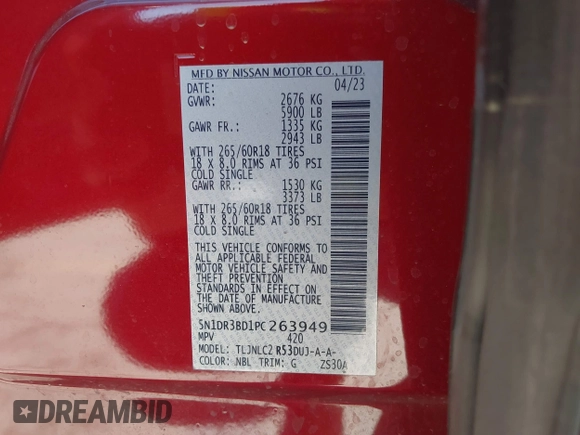 MFD BY NISSAN MOTOR CO., LTD.
DATE: 04/23
GVWR: 2676 KG
5900 LB
GAWR FR.: 1335 KG
2943 LB
WITH 265/60R18 TIRES
18 X 8.0 RIMS AT 36 PSI
COLD SINGLE
GAWR RR.: 1530 KG
3373 LB
WITH 265/60R18 TIRES
18 X 8.0 RIMS AT 36 PSI
COLD SINGLE
THIS VEHICLE CONFORMS TO
ALL APPLICABLE FEDERAL
MOTOR VEHICLE SAFETY AND
THEFT PREVENTION
STANDARDS IN EFFECT ON
THE DATE OF MANUFACTURE
SHOWN ABOVE.
5N1DR3BD1PC263949
MPV 420
MODEL: TLJNLC2 R53DUJ-A-A-
COLOR: NBL TRIM: G ZS30A
DREAMBID